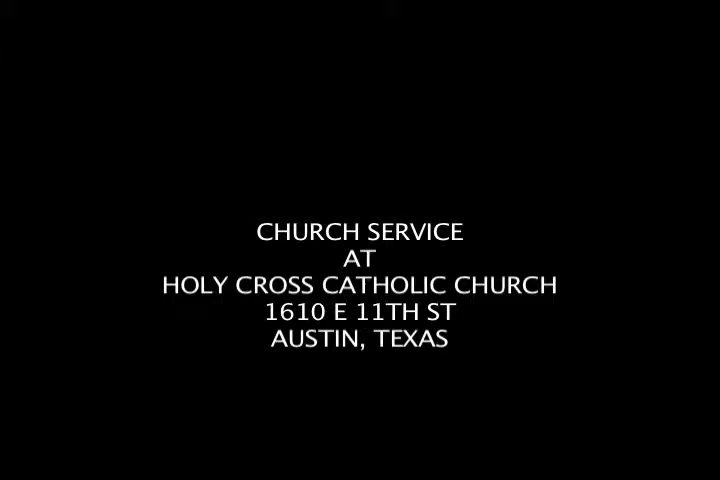 CHURCH SERVICE
AT
HOLY CROSS CATHOLIC CHURCH
1610 E 11TH ST
AUSTIN, TEXAS